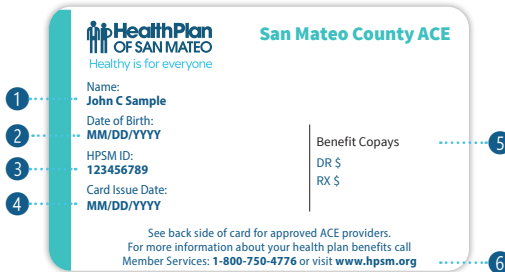 HealthPlan
OF SAN MATEO
Healthy is for everyone
San Mateo County ACE
1
Name:
John C Sample
2
Date of Birth:
MM/DD/YYYY
3
HPSM ID:
123456789
4
Card Issue Date:
MM/DD/YYYY
Benefit Copays
5
DR $
RX $
See back side of card for approved ACE providers.
For more information about your health plan benefits call
Member Services: 1-800-750-4776 or visit www.hpsm.org
6